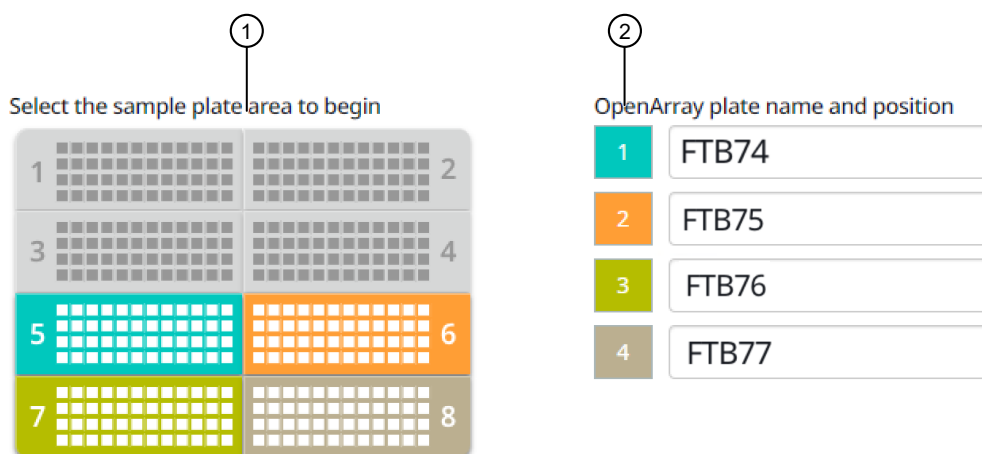 1
2
Select the sample plate area to begin
OpenArray plate name and position
1
2
3
4
5
6
7
8
1 FTB74
2 FTB75
3 FTB76
4 FTB77